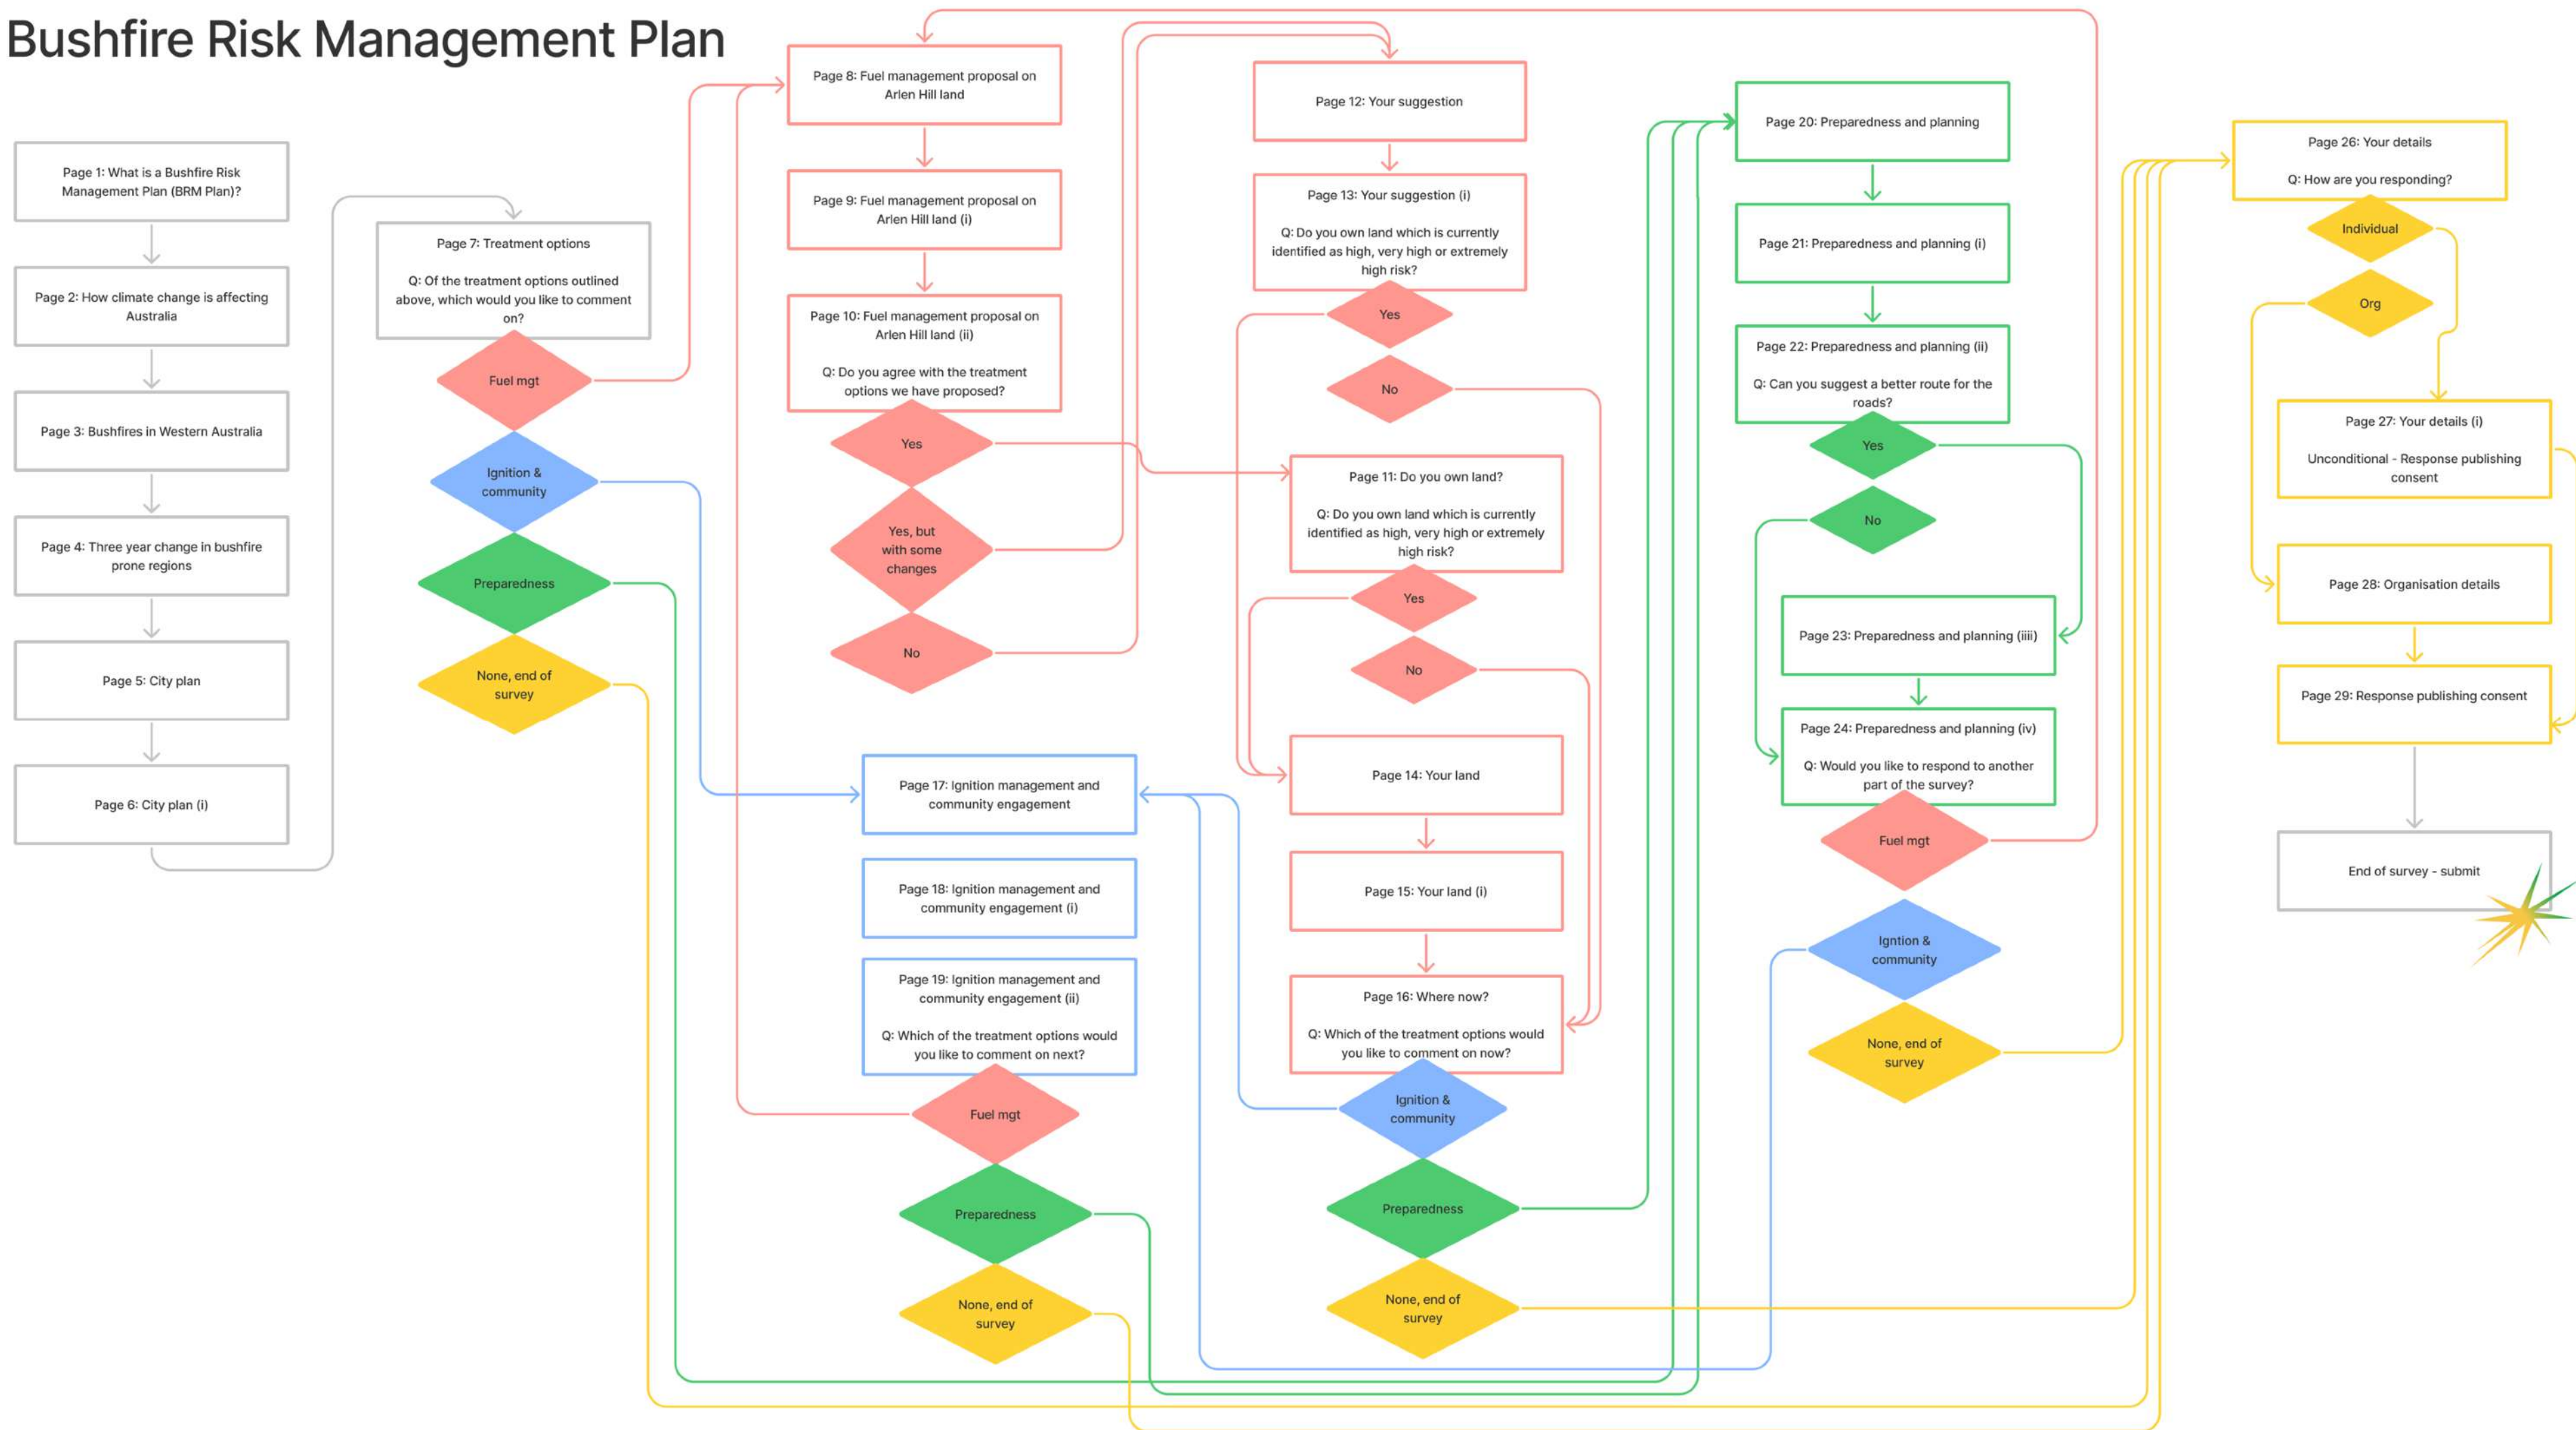 Bushfire Risk Management Plan
Page 1: What is a Bushfire Risk
Management Plan (BRM Plan)?
Page 2: How climate change is affecting
Australia
Page 3: Bushfires in Western Australia
Page 4: Three year change in bushfire
prone regions
Page 5: City plan
Page 6: City plan (i)
Page 7: Treatment options
Q: Of the treatment options outlined
above, which would you like to comment
on?
Fuel mgt
Ignition &
community
Preparedness
None, end of
survey
Page 8: Fuel management proposal on
Arlen Hill land
Page 9: Fuel management proposal on
Arlen Hill land (i)
Page 10: Fuel management proposal on
Arlen Hill land (ii)
Q: Do you agree with the treatment
options we have proposed?
Yes
Yes, but
with some
changes
No
Page 17: Ignition management and
community engagement
Page 18: Ignition management and
community engagement (i)
Page 19: Ignition management and
community engagement (ii)
Q: Which of the treatment options would
you like to comment on next?
Fuel mgt
Preparedness
None, end of
survey
Page 12: Your suggestion
Page 13: Your suggestion (i)
Q: Do you own land which is currently
identified as high, very high or extremely
high risk?
Yes
No
Page 11: Do you own land?
Q: Do you own land which is currently
identified as high, very high or extremely
high risk?
Yes
No
Page 14: Your land
Page 15: Your land (i)
Page 16: Where now?
Q: Which of the treatment options would
you like to comment on now?
Ignition &
community
Preparedness
None, end of
survey
Page 20: Preparedness and planning
Page 21: Preparedness and planning (i)
Page 22: Preparedness and planning (ii)
Q: Can you suggest a better route for the
roads?
Yes
No
Page 23: Preparedness and planning (iiii)
Page 24: Preparedness and planning (iv)
Q: Would you like to respond to another
part of the survey?
Fuel mgt
Igntion &
community
None, end of
survey
Page 26: Your details
Q: How are you responding?
Individual
Org
Page 27: Your details (i)
Unconditional - Response publishing
consent
Page 28: Organisation details
Page 29: Response publishing consent
End of survey - submit